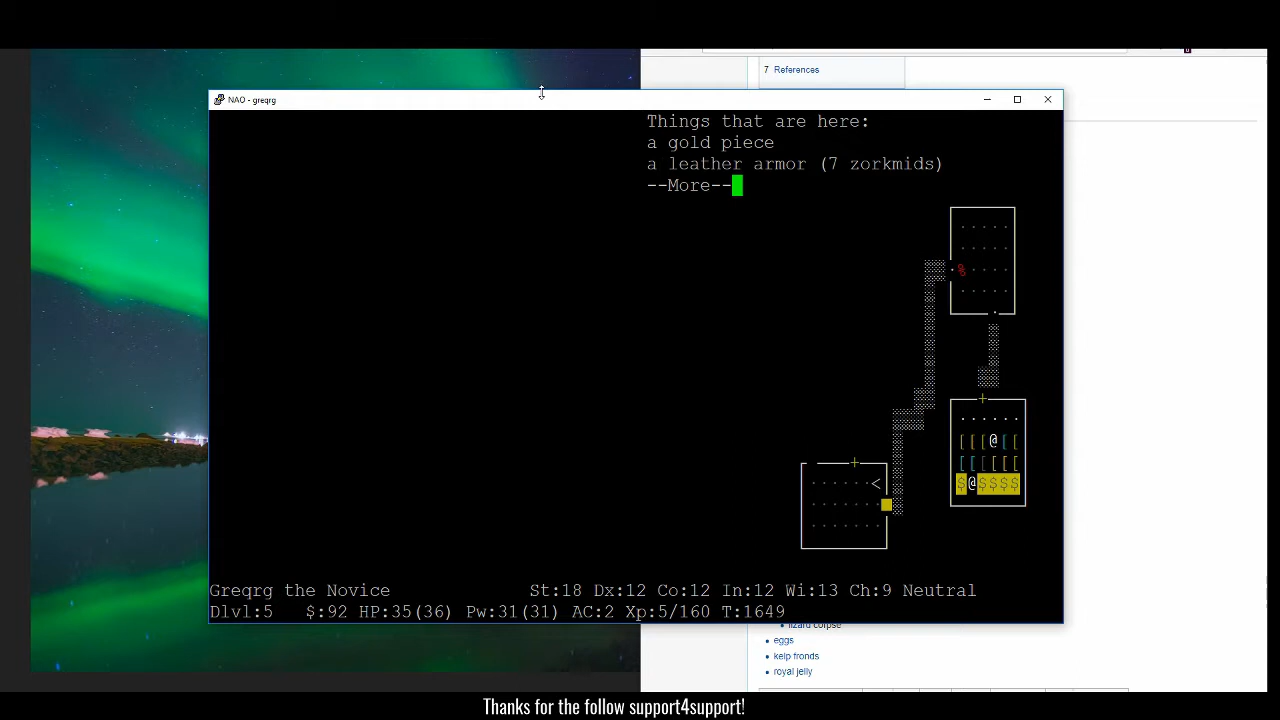 7 References
NAO - greqrg
Things that are here:
a gold piece
a leather armor (7 zorkmids)
--More--
Greqrg the Novice St:18 Dx:12 Co:12 In:12 Wi:13 Ch:9 Neutral
Dlvl:5 $:92 HP:35(36) Pw:31(31) AC:2 Xp:5/160 T:1649
lizard corpse
eggs
kelp fronds
royal jelly
Thanks for the follow support4support!